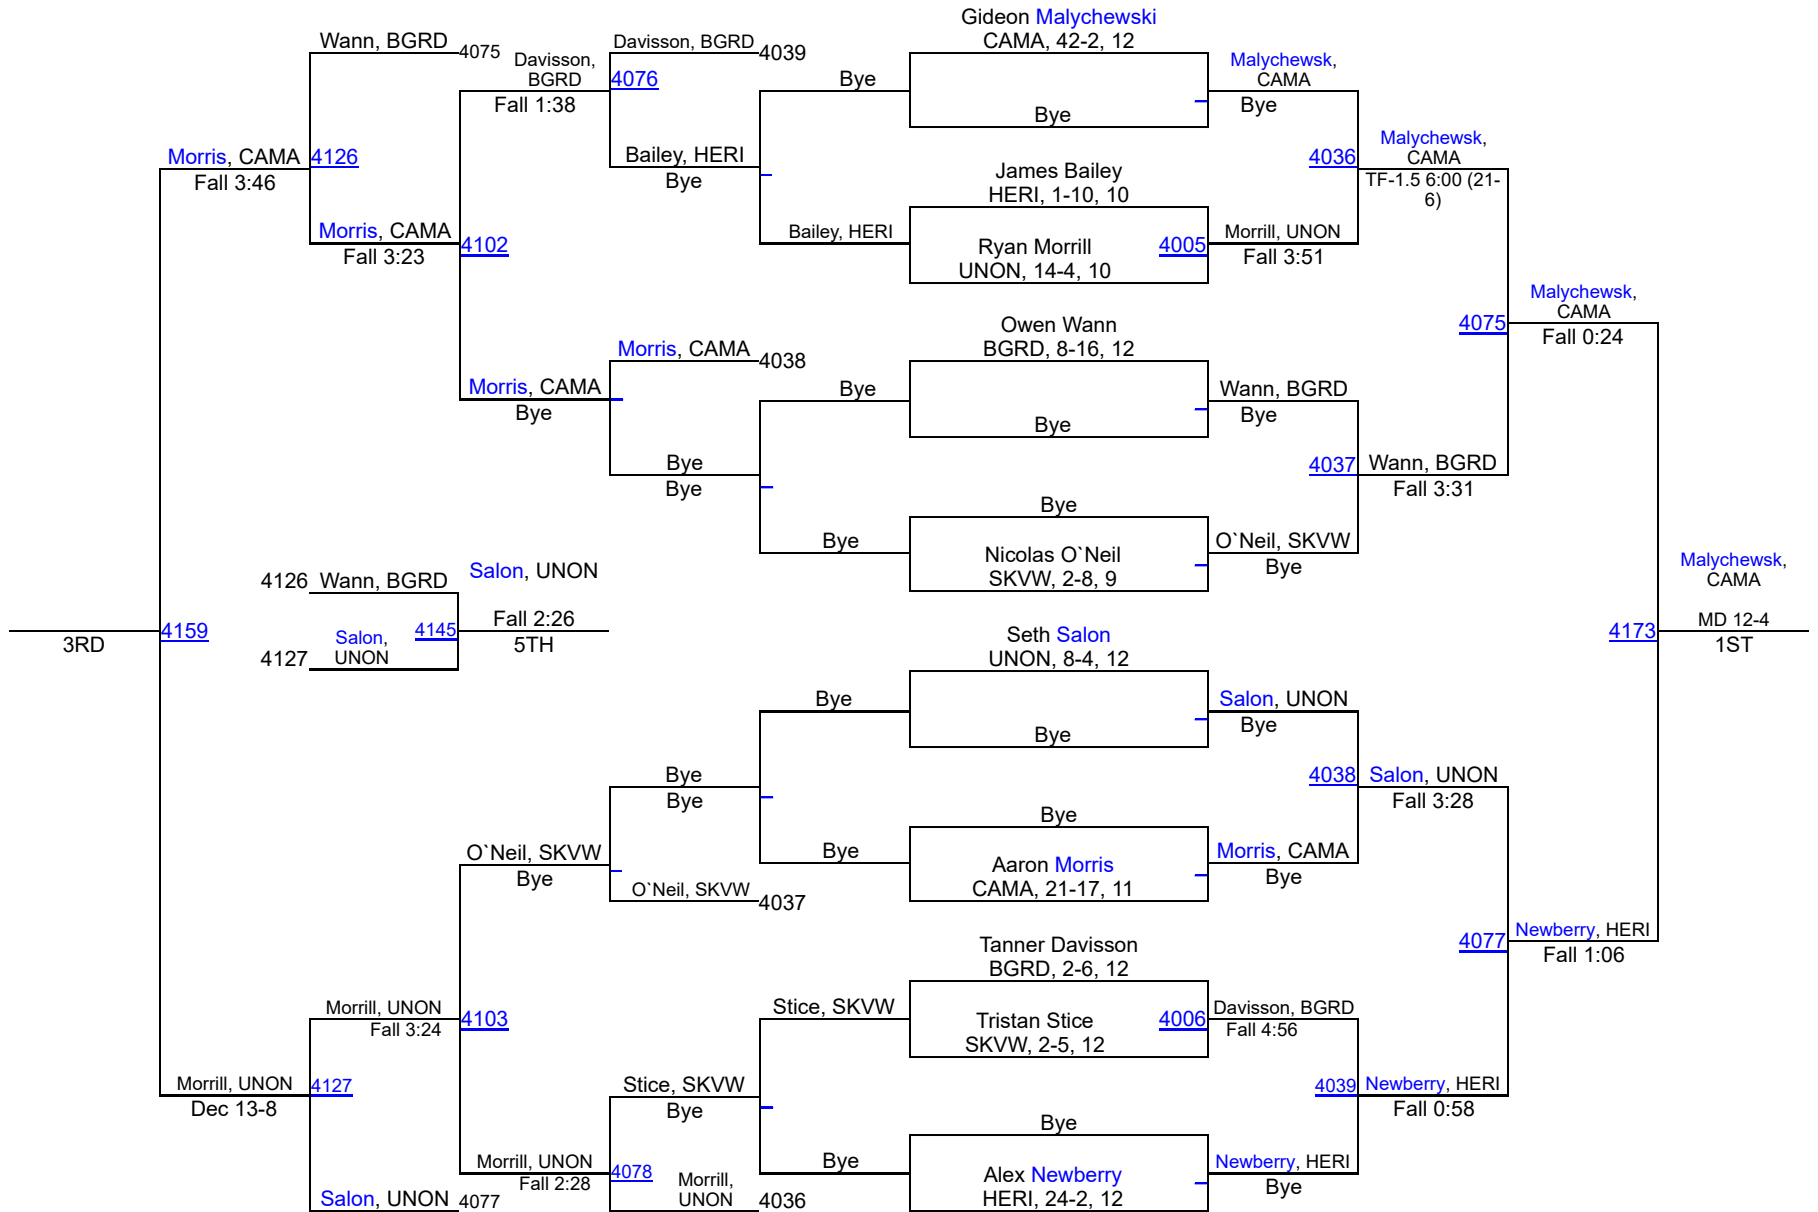 Gideon Malychewski
CAMA, 42-2, 12
Wann, BGRD
4075
Davisson, BGRD
4039
Davisson,
BGRD
4076
Fall 1:38
Bye
Bye
Malychewsk,
CAMA
Bye
Morris, CAMA
4126
Fall 3:46
Bailey, HERI
Bye
James Bailey
HERI, 1-10, 10
4036
Malychewsk,
CAMA
TF-1.5 6:00 (21-
6)
Morris, CAMA
4102
Fall 3:23
Bailey, HERI
Ryan Morrill
UNON, 14-4, 10
4005
Morrill, UNON
Fall 3:51
Malychewsk,
CAMA
4075
Fall 0:24
Morris, CAMA
4038
Owen Wann
BGRD, 8-16, 12
Morris, CAMA
Bye
Bye
Bye
Wann, BGRD
Bye
Bye
Bye
4037
Wann, BGRD
Fall 3:31
Bye
Bye
Nicolas O`Neil
SKVW, 2-8, 9
O`Neil, SKVW
Bye
4126
Wann, BGRD
Salon, UNON
Malychewsk,
CAMA
3RD
4159
Salon,
UNON
4145
Fall 2:26
5TH
4127
4173
MD 12-4
1ST
Seth Salon
UNON, 8-4, 12
Bye
Bye
Salon, UNON
Bye
Bye
Bye
4038
Salon, UNON
Fall 3:28
O`Neil, SKVW
Bye
Bye
Bye
Aaron Morris
CAMA, 21-17, 11
Morris, CAMA
Bye
O`Neil, SKVW
4037
Tanner Davisson
BGRD, 2-6, 12
4077
Newberry, HERI
Fall 1:06
Morrill, UNON
Fall 3:24
4103
Stice, SKVW
Tristan Stice
SKVW, 2-5, 12
4006
Davisson, BGRD
Fall 4:56
Morrill, UNON
4127
Dec 13-8
Stice, SKVW
Bye
4039
Newberry, HERI
Fall 0:58
Morrill, UNON
Fall 2:28
4078
Bye
Bye
Alex Newberry
HERI, 24-2, 12
Newberry, HERI
Bye
Salon, UNON
4077
Morrill,
UNON
4036